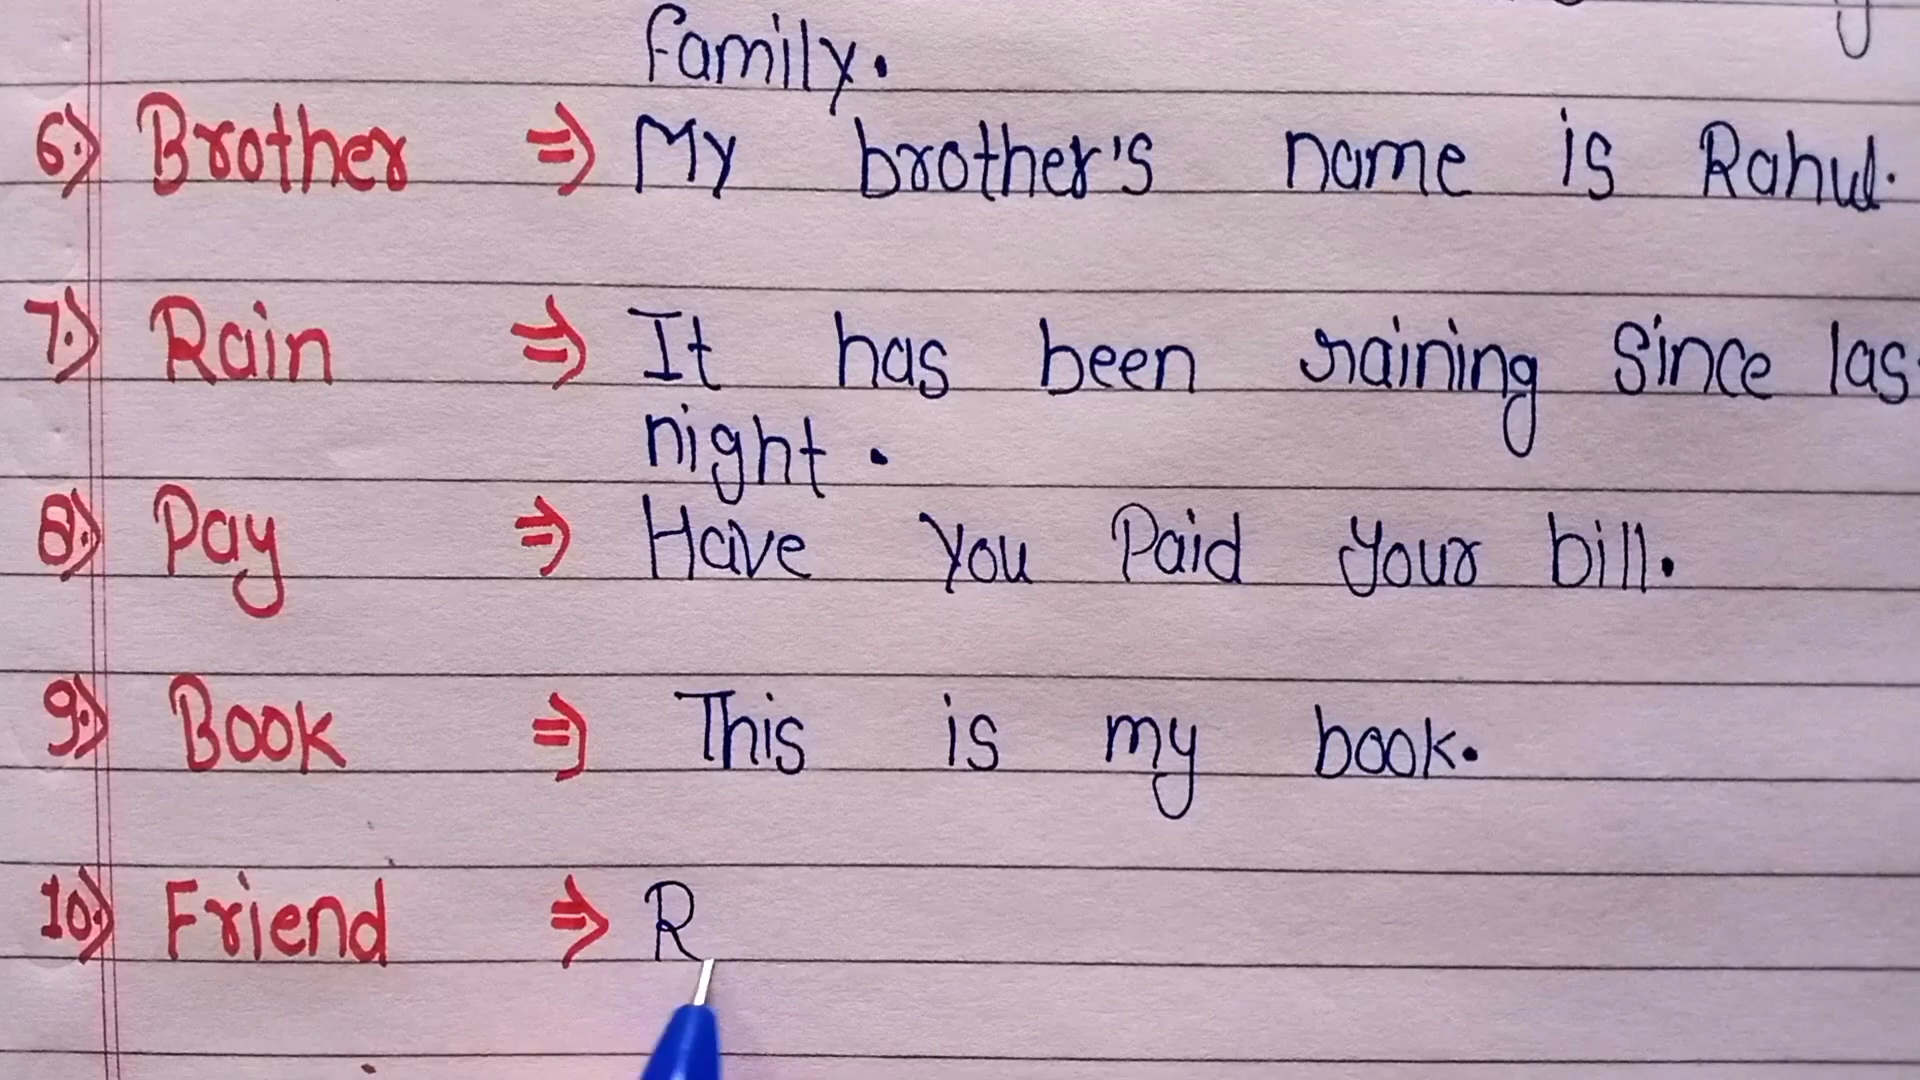 family.
6.) Brother ⇒ My brother's name is Rahul.
7.) Rain ⇒ It has been raining since las
night.
8.) Pay ⇒ Have you Paid your bill.
9.) Book ⇒ This is my book.
10.) Friend ⇒ R